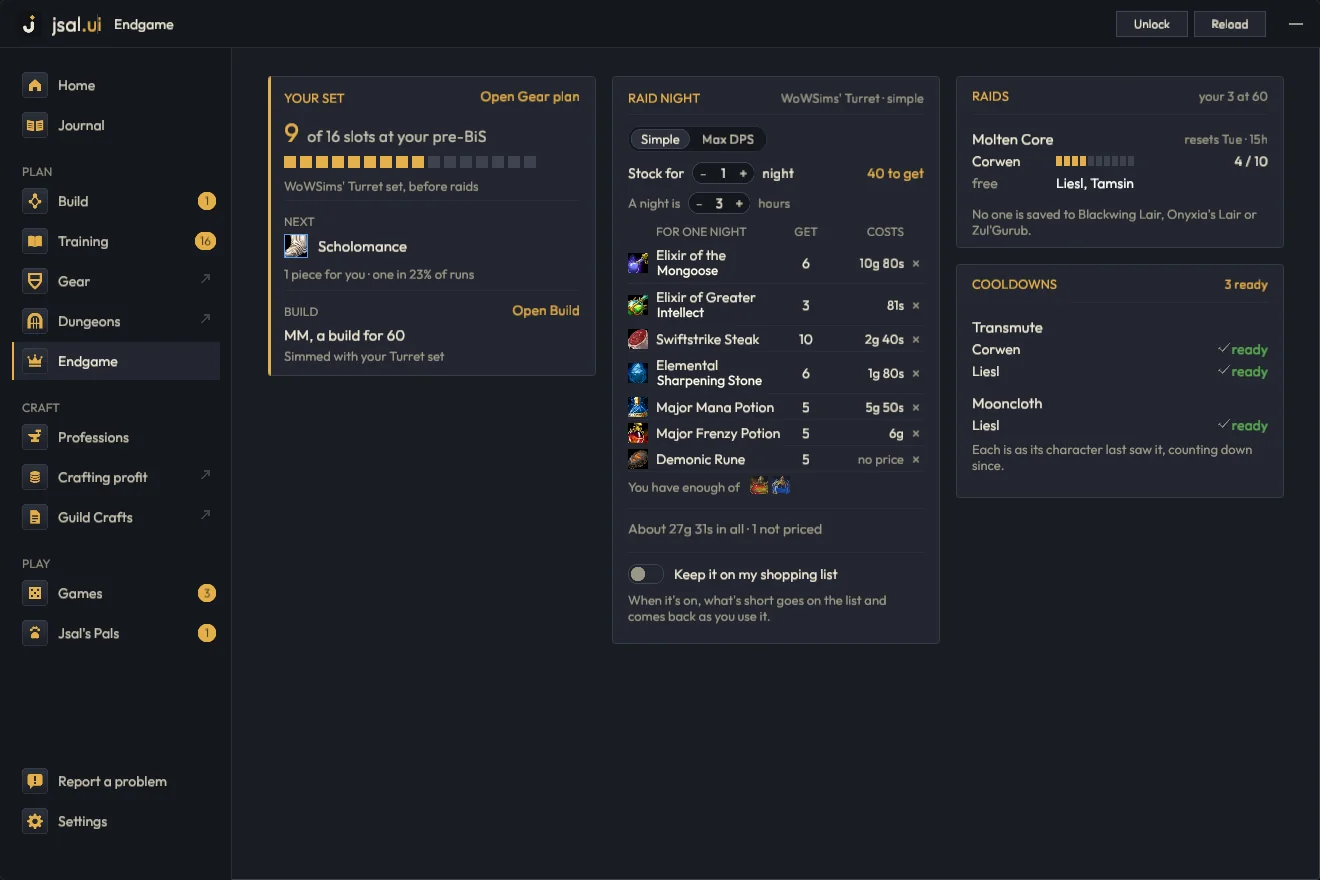 jsal.ui Endgame
Unlock
Reload
Home
Journal
PLAN
Build 1
Training 16
Gear
Dungeons
Endgame
CRAFT
Professions
Crafting profit
Guild Crafts
PLAY
Games 3
Jsal's Pals 1
Report a problem
Settings
YOUR SET Open Gear plan
9 of 16 slots at your pre-BiS
WoWSims' Turret set, before raids
NEXT
Scholomance
1 piece for you · one in 23% of runs
BUILD Open Build
MM, a build for 60
Simmed with your Turret set
RAID NIGHT WoWSims' Turret · simple
Simple Max DPS
Stock for - 1 + night 40 to get
A night is - 3 + hours
FOR ONE NIGHT GET COSTS
Elixir of the
Mongoose 6 10g 80s ×
Elixir of Greater
Intellect 3 81s ×
Swiftstrike Steak 10 2g 40s ×
Elemental
Sharpening Stone 6 1g 80s ×
Major Mana Potion 5 5g 50s ×
Major Frenzy Potion 5 6g ×
Demonic Rune 5 no price ×
You have enough of
About 27g 31s in all · 1 not priced
Keep it on my shopping list
When it's on, what's short goes on the list and
comes back as you use it.
RAIDS your 3 at 60
Molten Core resets Tue · 15h
Corwen 4 / 10
free Liesl, Tamsin
No one is saved to Blackwing Lair, Onyxia's Lair or
Zul'Gurub.
COOLDOWNS 3 ready
Transmute
Corwen ✓ready
Liesl ✓ready
Mooncloth
Liesl ✓ready
Each is as its character last saw it, counting down
since.